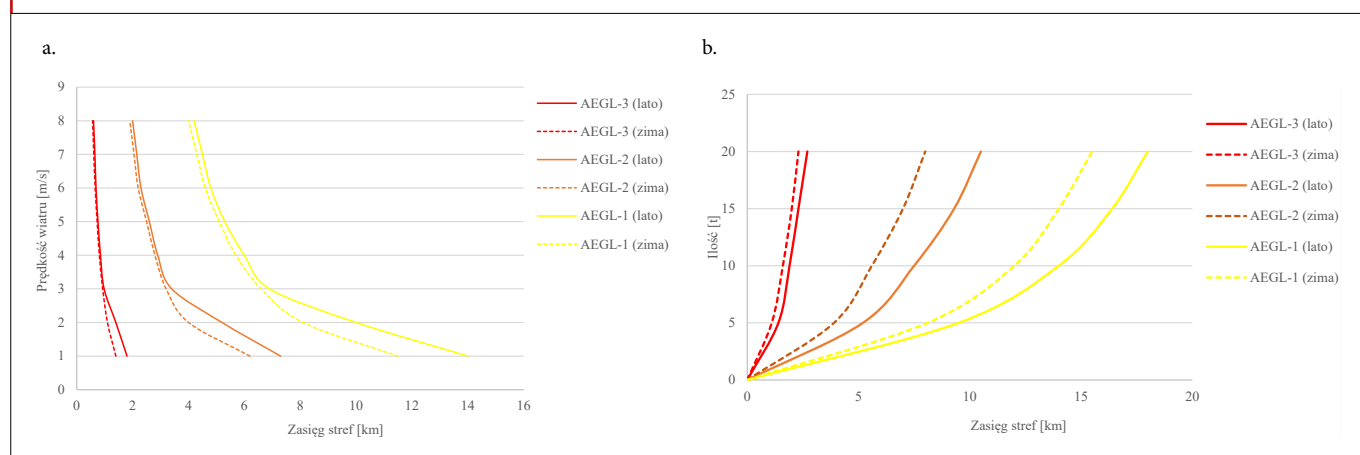 a.
9
8
7
6
5
4
3
2
1
0
Prędkość wiatru [m/s]
0 2 4 6 8 10 12 14 16
Zasięg stref [km]
AEGL-3 (lato)
AEGL-3 (zima)
AEGL-2 (lato)
AEGL-2 (zima)
AEGL-1 (lato)
AEGL-1 (zima)
b.
25
20
15
10
5
0
Ilość [t]
0 5 10 15 20
Zasięg stref [km]
AEGL-3 (lato)
AEGL-3 (zima)
AEGL-2 (lato)
AEGL-2 (zima)
AEGL-1 (lato)
AEGL-1 (zima)